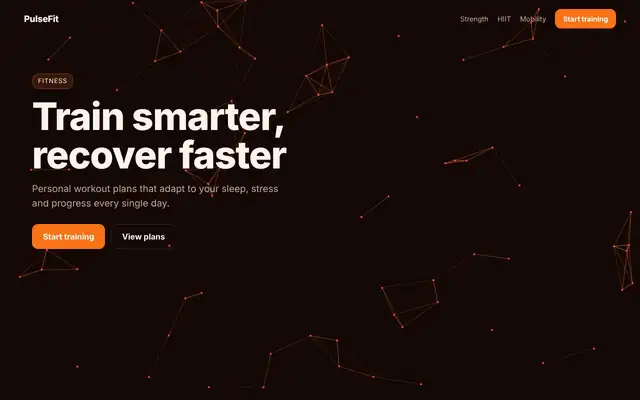 PulseFit
Strength
HIIT
Mobility
Start training
FITNESS
Train smarter,
recover faster
Personal workout plans that adapt to your sleep, stress
and progress every single day.
Start training
View plans